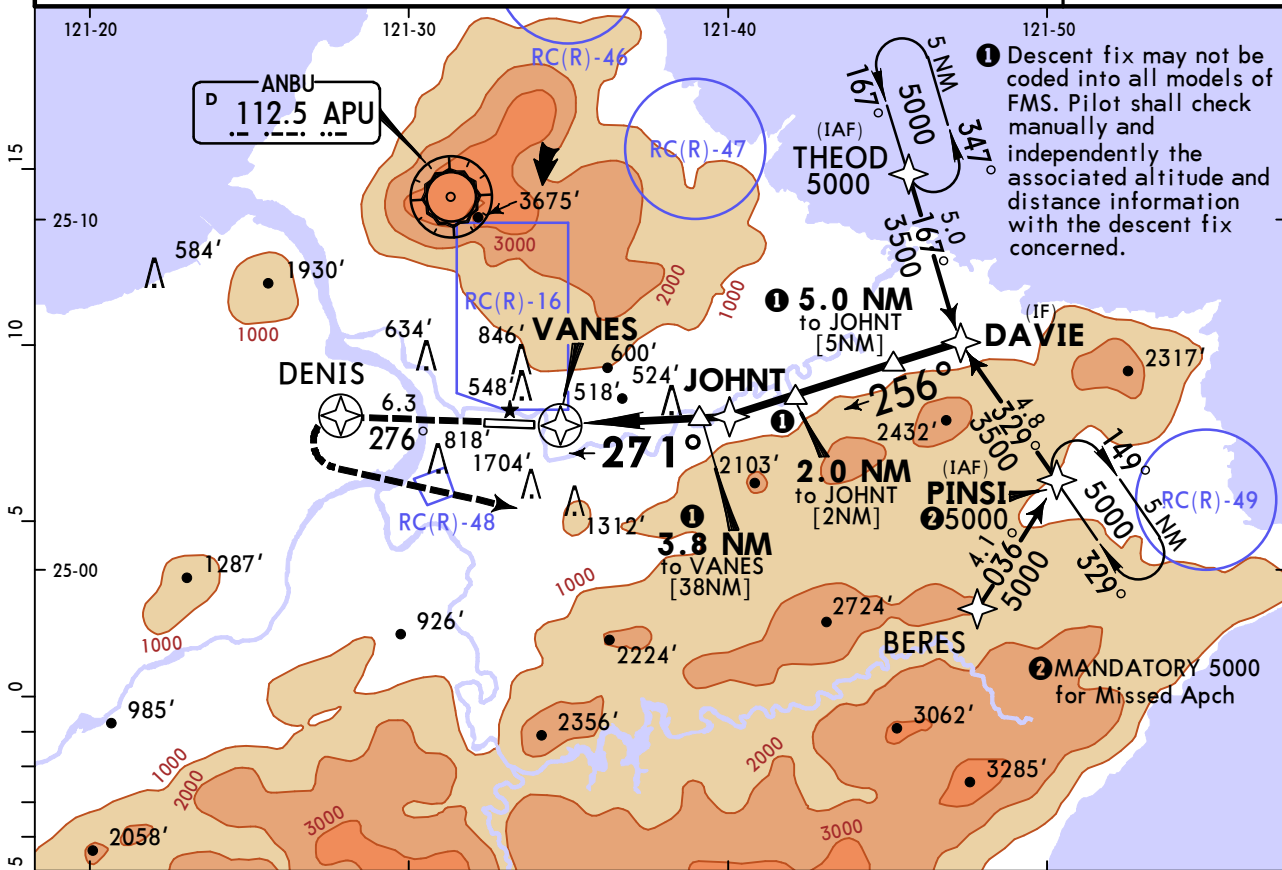 121-20
121-30
121-40
121-50
RC(R)-46
ANBU
D 112.5 APU
RC(R)-47
3675'
3000
2000
1000
584'
1930'
1000
RC(R)-16
634'
846'
548'
VANES
600'
518'
524'
JOHNT
DENIS
6.3
276°
818'
1704'
1312'
RC(R)-48
271°
❶ 5.0 NM
to JOHNT
[5NM]
256°
❶
2.0 NM
to JOHNT
[2NM]
❶
3.8 NM
to VANES
[38NM]
2103'
2432'
2317'
(IAF)
THEOD
5000
5 NM
167°
5000
347°
5.0
167°
3500
(IF)
DAVIE
4.8
329°
3500
(IAF)
PINSI
❷5000
149°
5000
5 NM
329°
RC(R)-49
4.1
036°
5000
BERES
❶ Descent fix may not be
coded into all models of
FMS. Pilot shall check
manually and
independently the
associated altitude and
distance information
with the descent fix
concerned.
❷MANDATORY 5000
for Missed Apch
1287'
1000
926'
985'
1000
2224'
2724'
2356'
3062'
3285'
2000
1000
2000
3000
2058'
3000
15
25-10
10
5
25-00
0
5